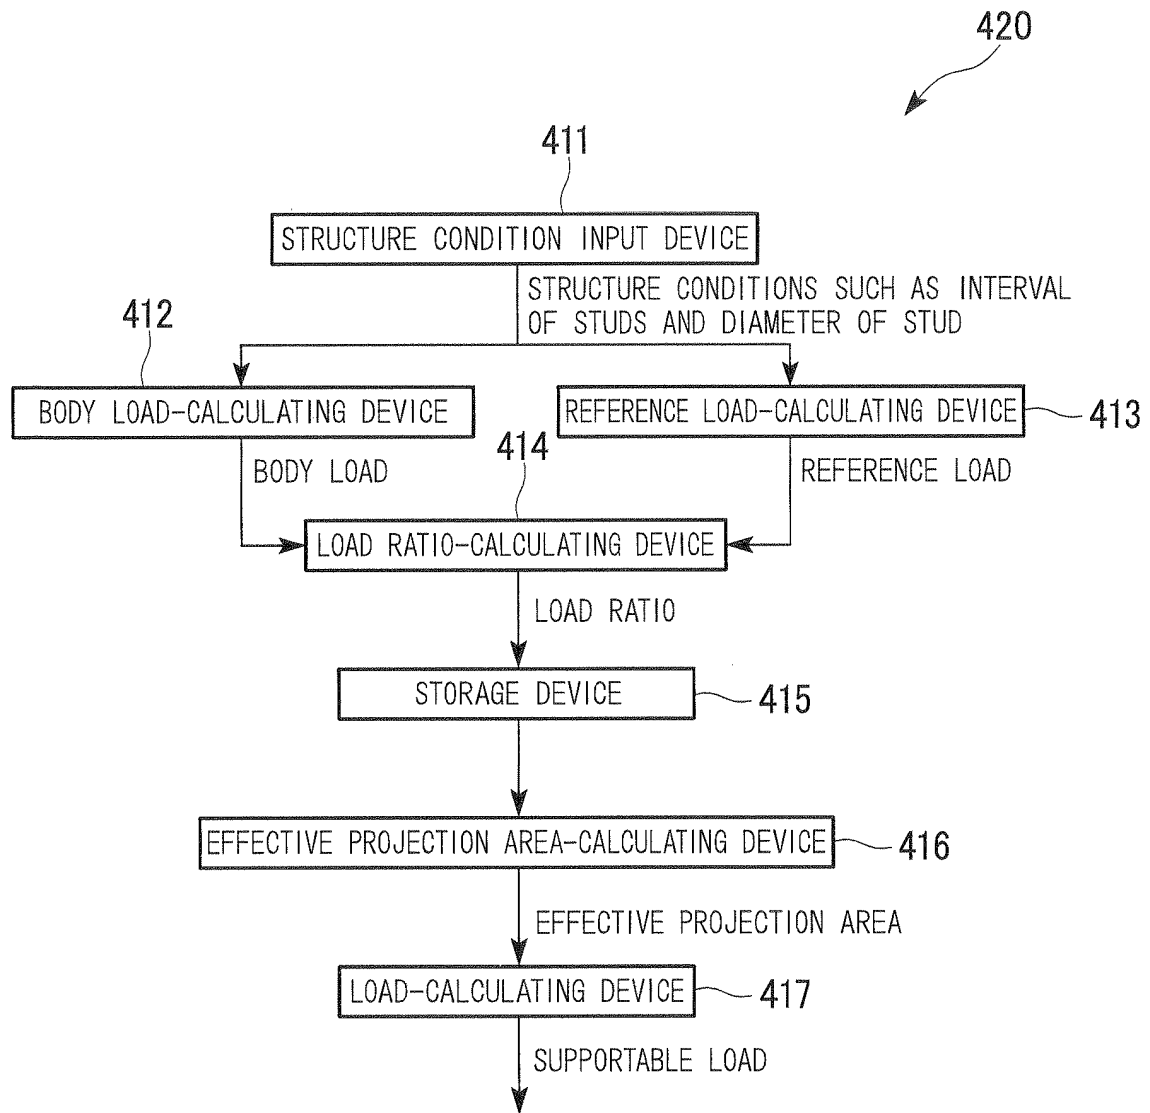 420
411
STRUCTURE CONDITION INPUT DEVICE
STRUCTURE CONDITIONS SUCH AS INTERVAL
OF STUDS AND DIAMETER OF STUD
412
BODY LOAD-CALCULATING DEVICE
REFERENCE LOAD-CALCULATING DEVICE
413
BODY LOAD
414
REFERENCE LOAD
LOAD RATIO-CALCULATING DEVICE
LOAD RATIO
STORAGE DEVICE
415
EFFECTIVE PROJECTION AREA-CALCULATING DEVICE
416
EFFECTIVE PROJECTION AREA
LOAD-CALCULATING DEVICE
417
SUPPORTABLE LOAD